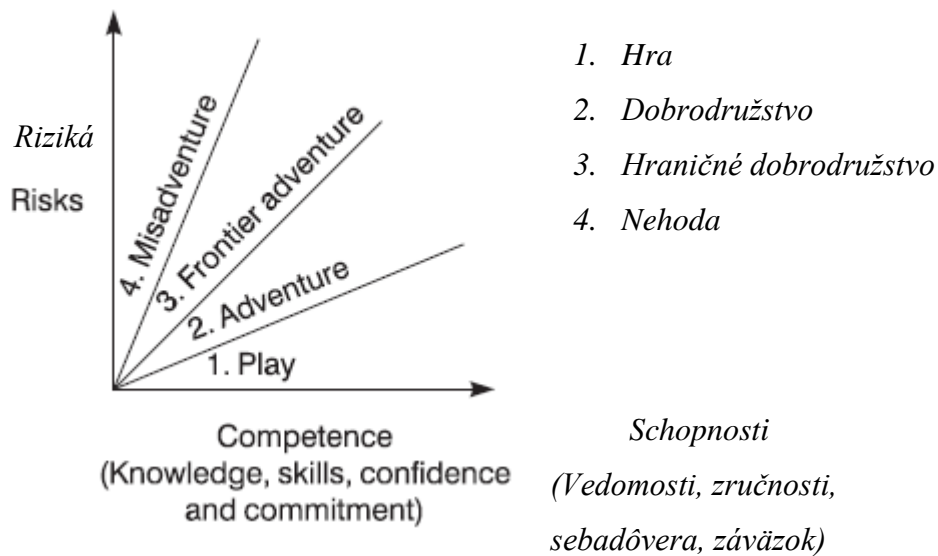 Riziká
Risks
4. Misadventure
3. Frontier adventure
2. Adventure
1. Play
Competence
(Knowledge, skills, confidence
and commitment)
1. Hra
2. Dobrodružstvo
3. Hraničné dobrodružstvo
4. Nehoda
Schopnosti
(Vedomosti, zručnosti,
sebadôvera, záväzok)